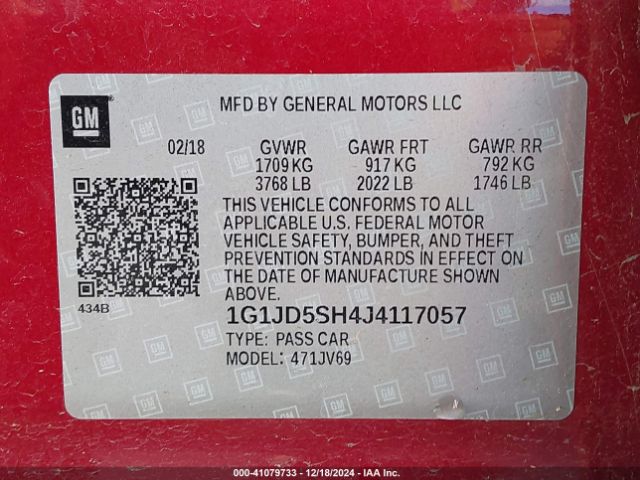 GM
MFD BY GENERAL MOTORS LLC
02/18 GVWR GAWR FRT GAWR RR
1709 KG 917 KG 792 KG
3768 LB 2022 LB 1746 LB
THIS VEHICLE CONFORMS TO ALL
APPLICABLE U.S. FEDERAL MOTOR
VEHICLE SAFETY, BUMPER, AND THEFT
PREVENTION STANDARDS IN EFFECT ON
THE DATE OF MANUFACTURE SHOWN
ABOVE.
434B
1G1JD5SH4J4117057
TYPE: PASS CAR
MODEL: 471JV69
000-41079733 - 12/18/2024 - IAA Inc.